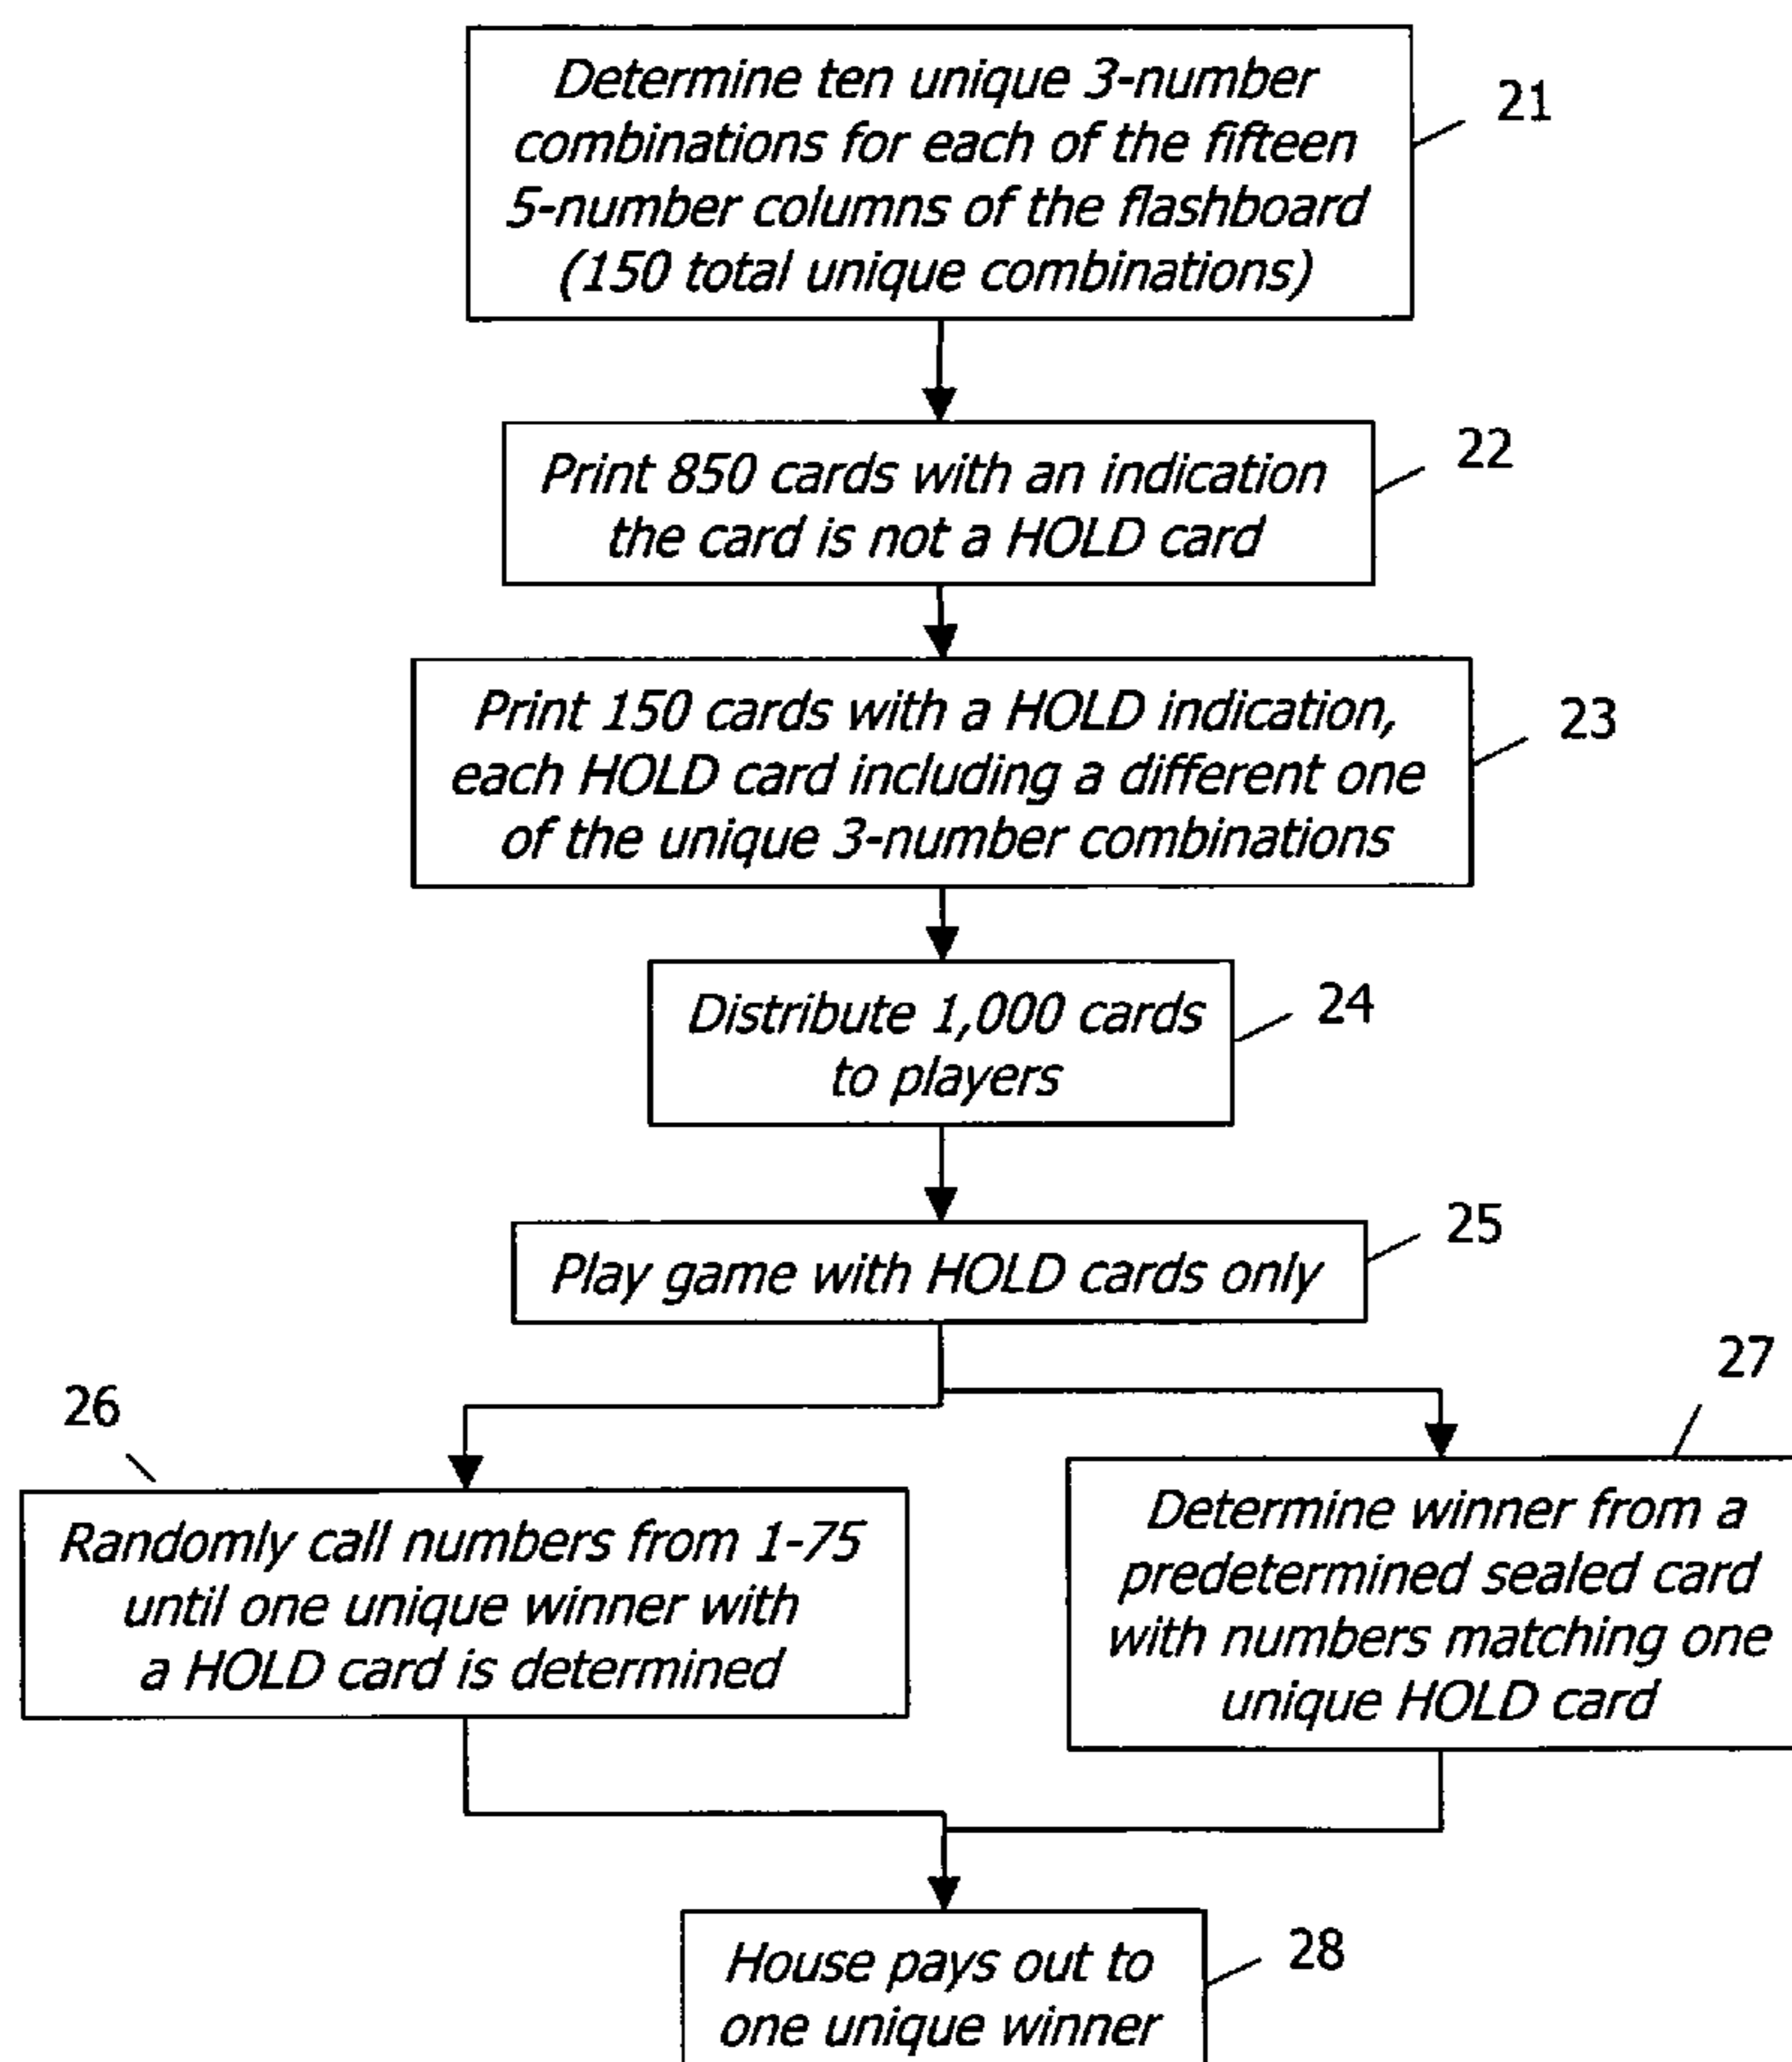 Determine ten unique 3-number
combinations for each of the fifteen
5-number columns of the flashboard
(150 total unique combinations)
21
Print 850 cards with an indication
the card is not a HOLD card
22
Print 150 cards with a HOLD indication,
each HOLD card including a different one
of the unique 3-number combinations
23
Distribute 1,000 cards
to players
24
Play game with HOLD cards only
25
26
Randomly call numbers from 1-75
until one unique winner with
a HOLD card is determined
27
Determine winner from a
predetermined sealed card
with numbers matching one
unique HOLD card
House pays out to
one unique winner
28